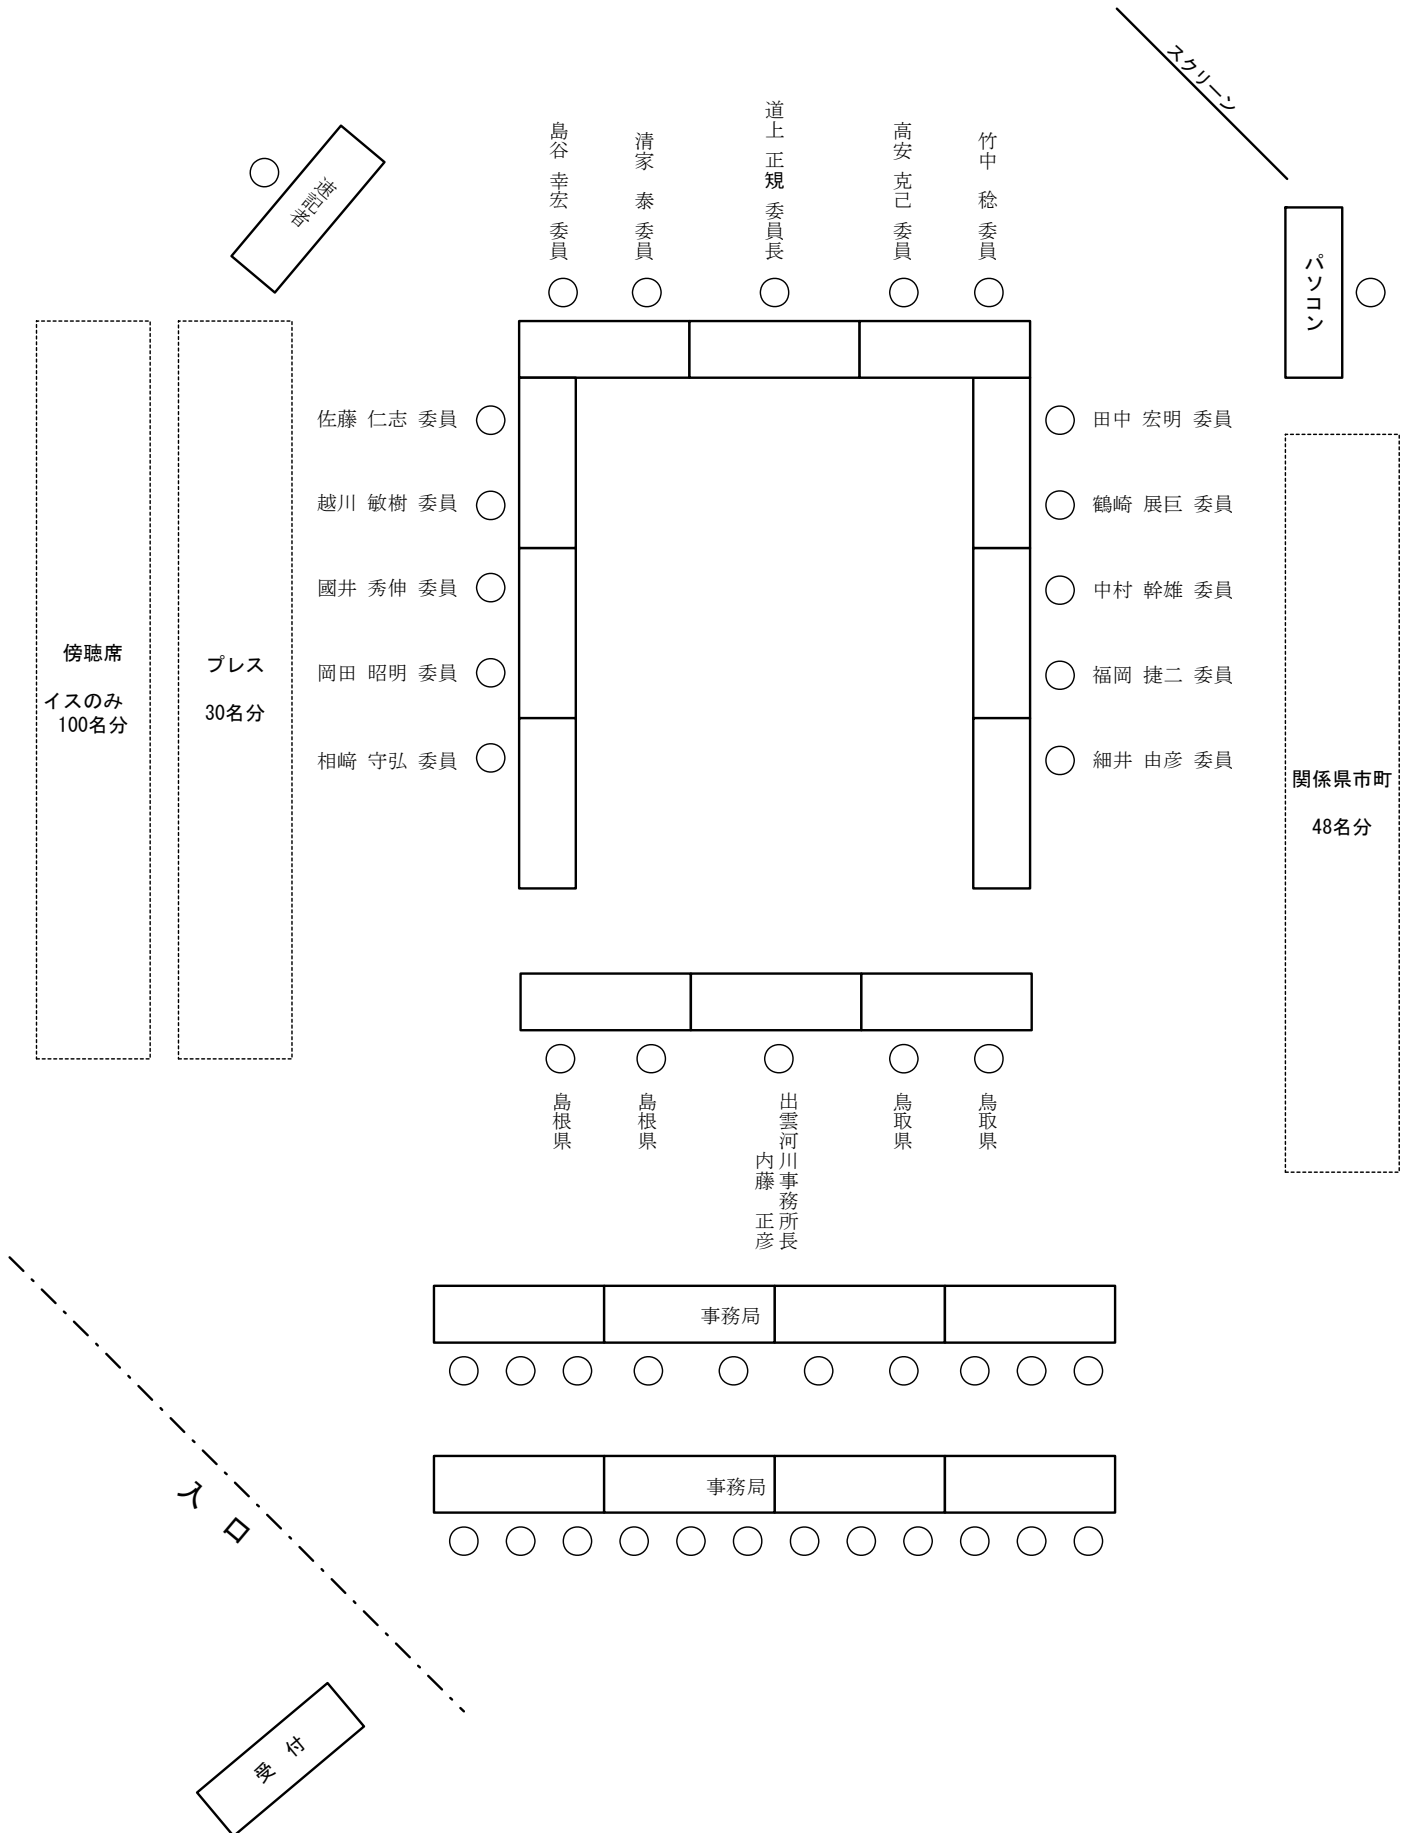 スクリーン
速記者
島谷 幸宏 委員
清家 泰 委員
道上 正規 委員長
高安 克己 委員
竹中 稔 委員
パソコン
佐藤 仁志 委員
越川 敏樹 委員
國井 秀伸 委員
岡田 昭明 委員
相﨑 守弘 委員
田中 宏明 委員
鶴崎 展巨 委員
中村 幹雄 委員
福岡 捷二 委員
細井 由彦 委員
傍聴席
イスのみ
100名分
プレス
30名分
関係県市町
48名分
島根県
島根県
出雲河川事務所長
内藤 正彦
鳥取県
鳥取県
事務局
事務局
入口
受付